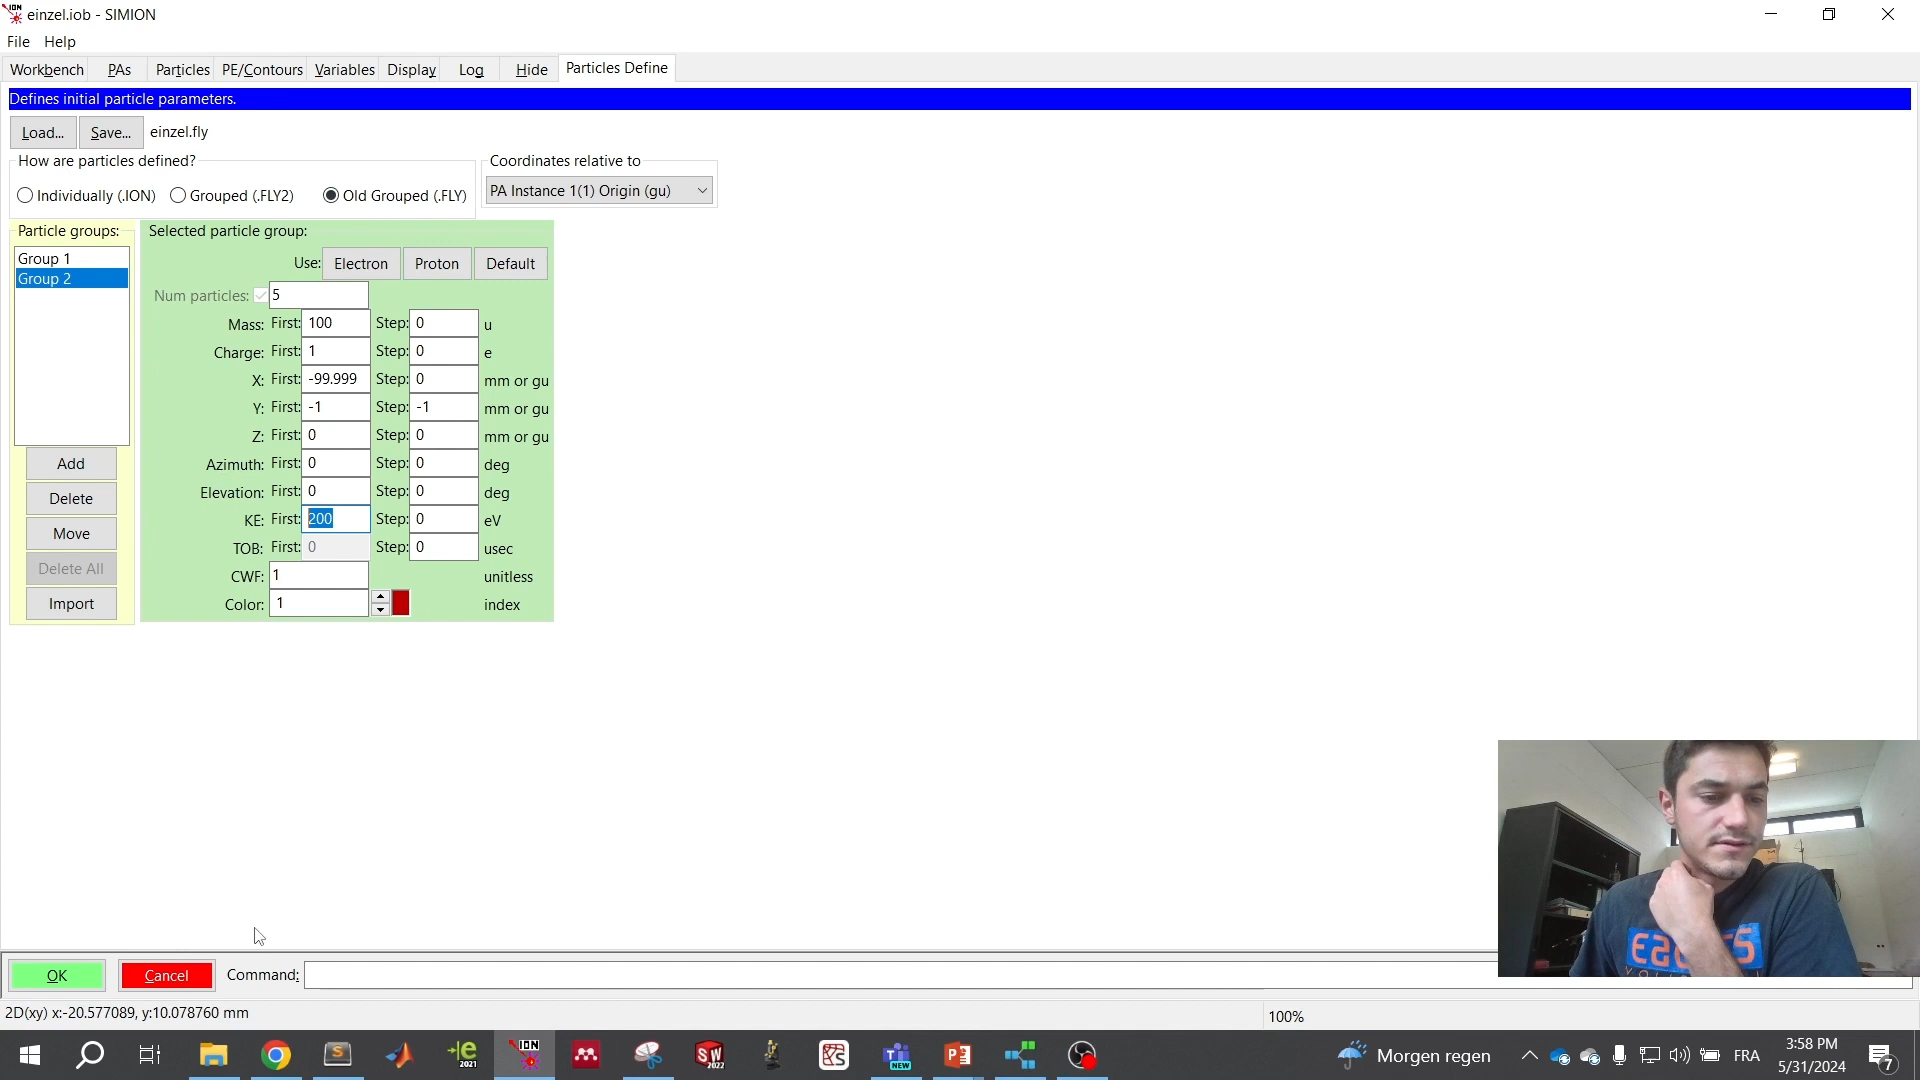 einzel.iob - SIMION
File Help
Workbench PAs Particles PE/Contours Variables Display Log Hide Particles Define
Defines initial particle parameters.
Load... Save... einzel.fly
How are particles defined? Coordinates relative to
Individually (.ION) Grouped (.FLY2) Old Grouped (.FLY) PA Instance 1(1) Origin (gu)
Particle groups: Selected particle group:
Group 1
Group 2
Use: Electron Proton Default
Num particles: 5
Mass: First: 100 Step: 0 u
Charge: First: 1 Step: 0 e
X: First: -99.999 Step: 0 mm or gu
Y: First: -1 Step: -1 mm or gu
Z: First: 0 Step: 0 mm or gu
Azimuth: First: 0 Step: 0 deg
Elevation: First: 0 Step: 0 deg
KE: First: 200 Step: 0 eV
TOB: First: 0 Step: 0 usec
CWF: 1 unitless
Color: 1 index
Add
Delete
Move
Delete All
Import
OK Cancel Command:
2D(xy) x:-20.577089, y:10.078760 mm
100%
Morgen regen
FRA
3:58 PM
5/31/2024
7
ION
e
2021
SW
2022
KS
T
NEW
P
S